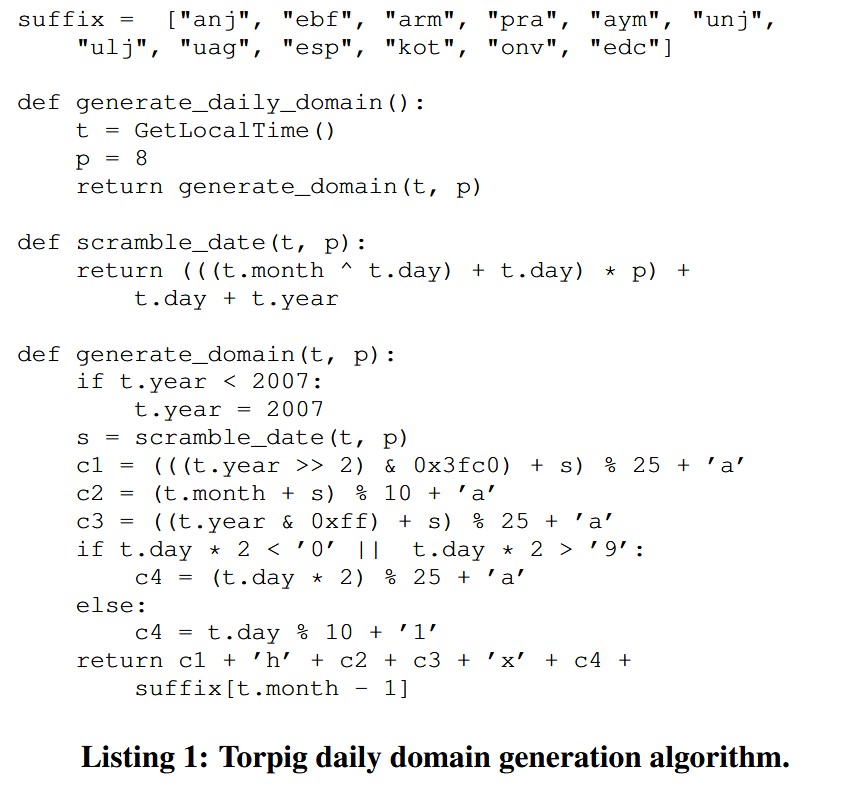 suffix =  ["anj", "ebf", "arm", "pra", "aym", "unj",
    "ulj", "uag", "esp", "kot", "onv", "edc"]

def generate_daily_domain():
    t = GetLocalTime()
    p = 8
    return generate_domain(t, p)

def scramble_date(t, p):
    return (((t.month ^ t.day) + t.day) * p) +
        t.day + t.year

def generate_domain(t, p):
    if t.year < 2007:
        t.year = 2007
    s = scramble_date(t, p)
    c1 = (((t.year >> 2) & 0x3fc0) + s) % 25 + 'a'
    c2 = (t.month + s) % 10 + 'a'
    c3 = ((t.year & 0xff) + s) % 25 + 'a'
    if t.day * 2 < '0' ||  t.day * 2 > '9':
        c4 = (t.day * 2) % 25 + 'a'
    else:
        c4 = t.day % 10 + '1'
    return c1 + 'h' + c2 + c3 + 'x' + c4 +
        suffix[t.month - 1]

Listing 1: Torpig daily domain generation algorithm.